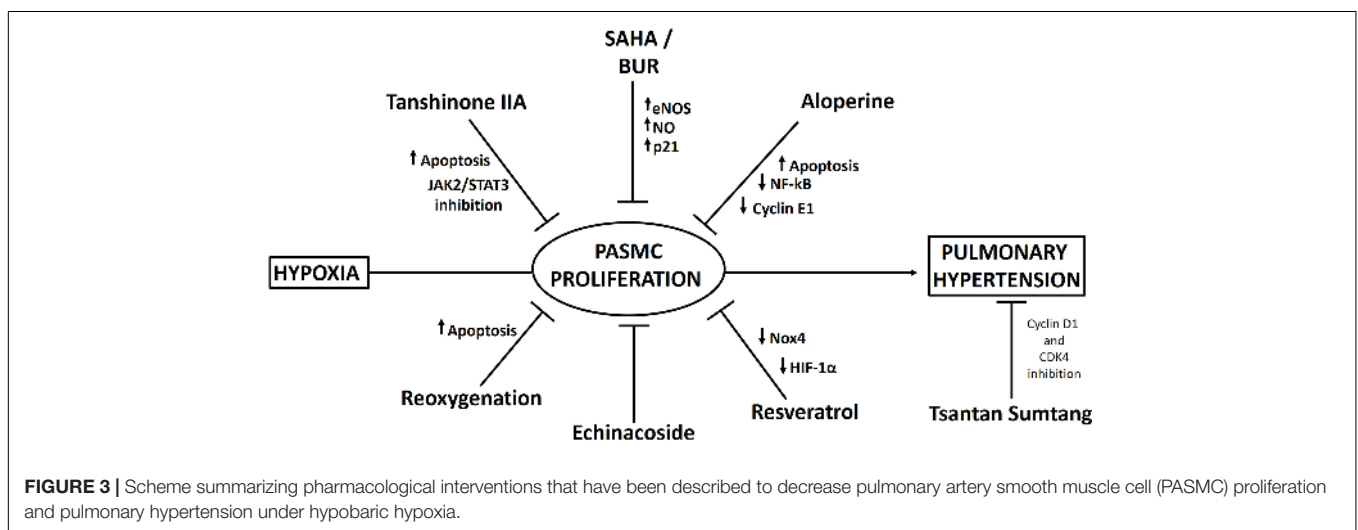 SAHA /
BUR
Tanshinone IIA
Aloperine
↑eNOS
↑NO
↑p21
↑ Apoptosis
JAK2/STAT3
inhibition
↑ Apoptosis
↓ NF-kB
↓ Cyclin E1
HYPOXIA
PASMC
PROLIFERATION
PULMONARY
HYPERTENSION
↑Apoptosis
Reoxygenation
Echinacoside
↓ Nox4
↓ HIF-1α
Resveratrol
Cyclin D1
and
CDK4
inhibition
Tsantan Sumtang
FIGURE 3 | Scheme summarizing pharmacological interventions that have been described to decrease pulmonary artery smooth muscle cell (PASMC) proliferation
and pulmonary hypertension under hypobaric hypoxia.